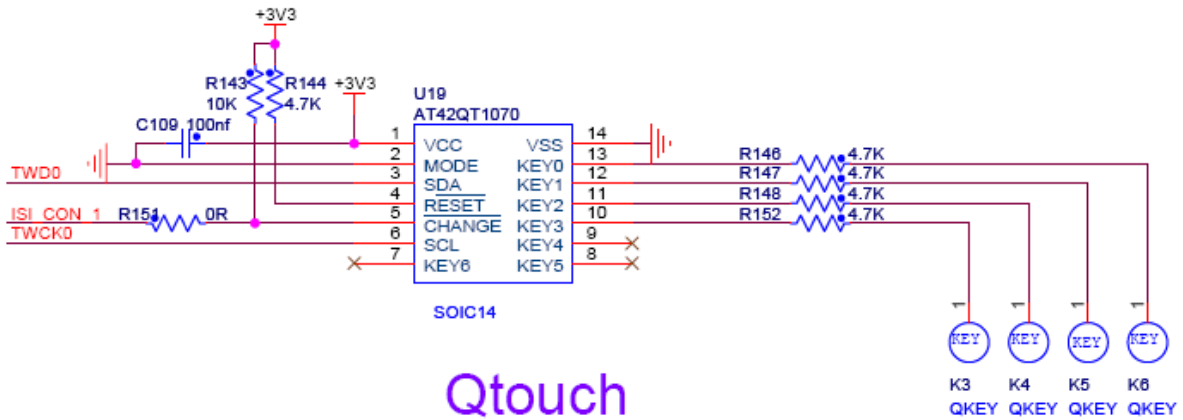 +3V3
R143 R144 +3V3
10K 4.7K
U19
AT42QT1070
C109 100nf
1 VCC VSS 14
2 MODE KEY0 13
3 SDA KEY1 12
4 RESET KEY2 11
5 CHANGE KEY3 10
6 SCL KEY4 9
7 KEY6 KEY5 8
TWD0
ISI_CON_1 R151 0R
TWCK0
R146 4.7K
R147 4.7K
R148 4.7K
R152 4.7K
SOIC14
1 1 1 1
KEY KEY KEY KEY
K3 K4 K5 K6
QKEY QKEY QKEY QKEY
Qtouch